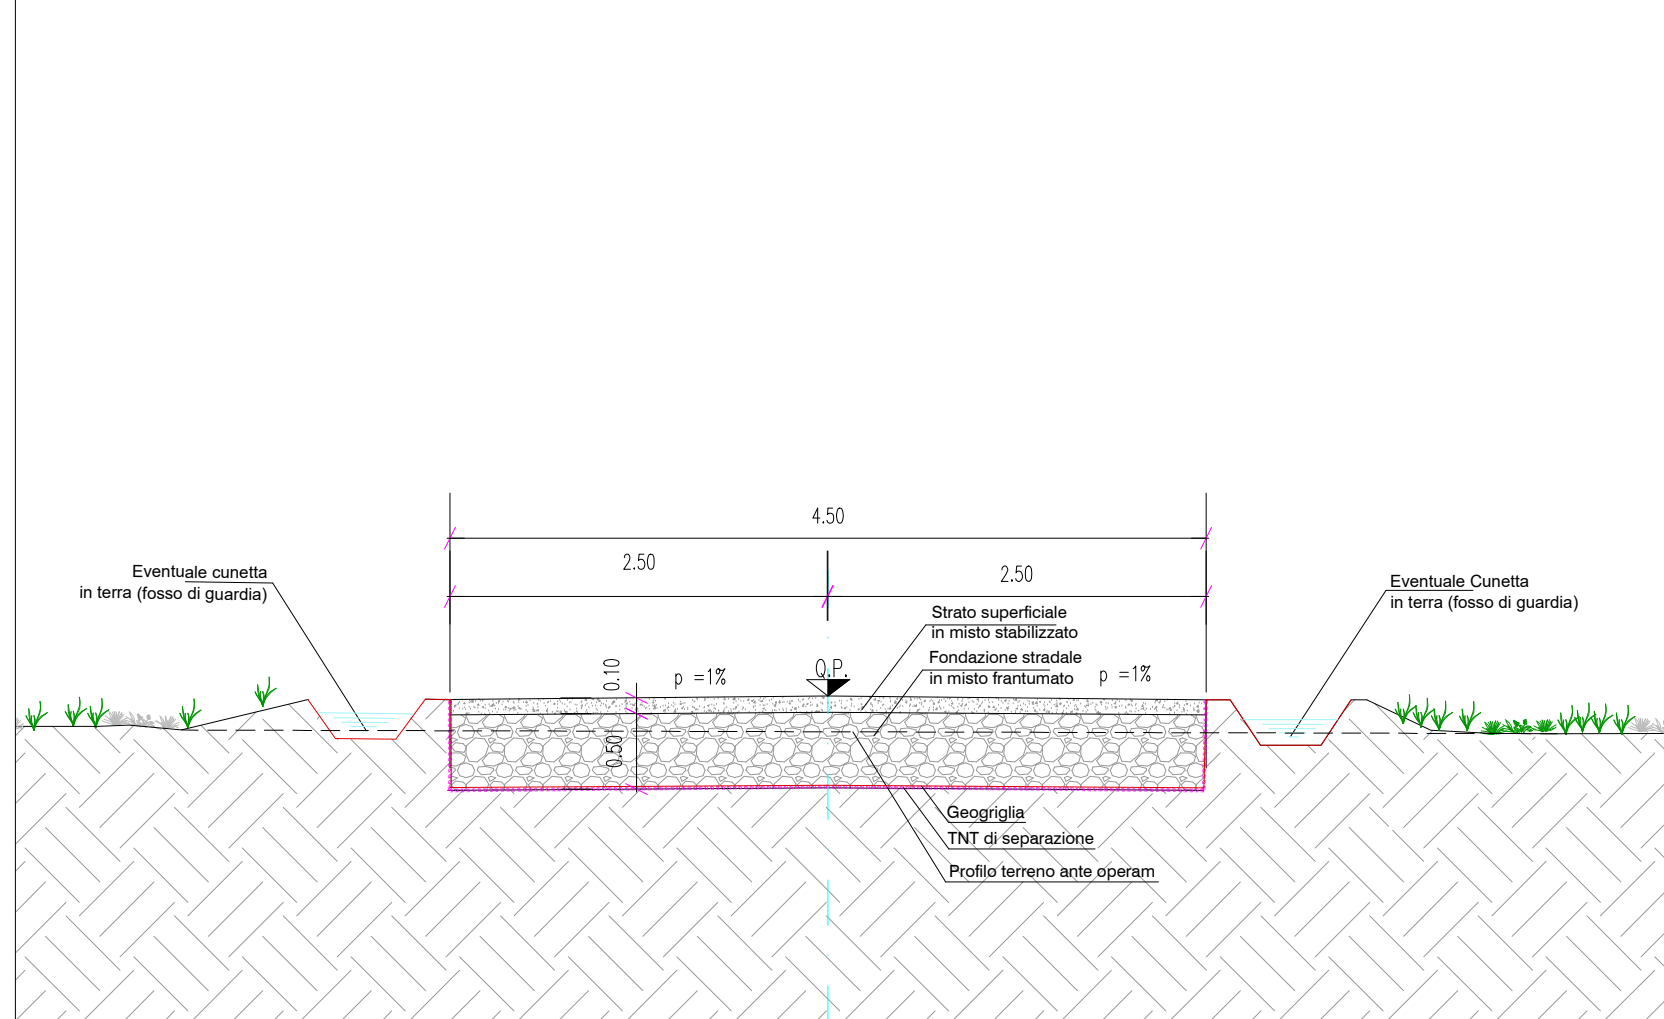 4.50
2.50
2.50
Eventuale cunetta
in terra (fosso di guardia)
Eventuale Cunetta
in terra (fosso di guardia)
Strato superficiale
in misto stabilizzato
Fondazione stradale
in misto frantumato
0.10
p =1%
Q.P.
p =1%
0.50
Geogriglia
TNT di separazione
Profilo terreno ante operam